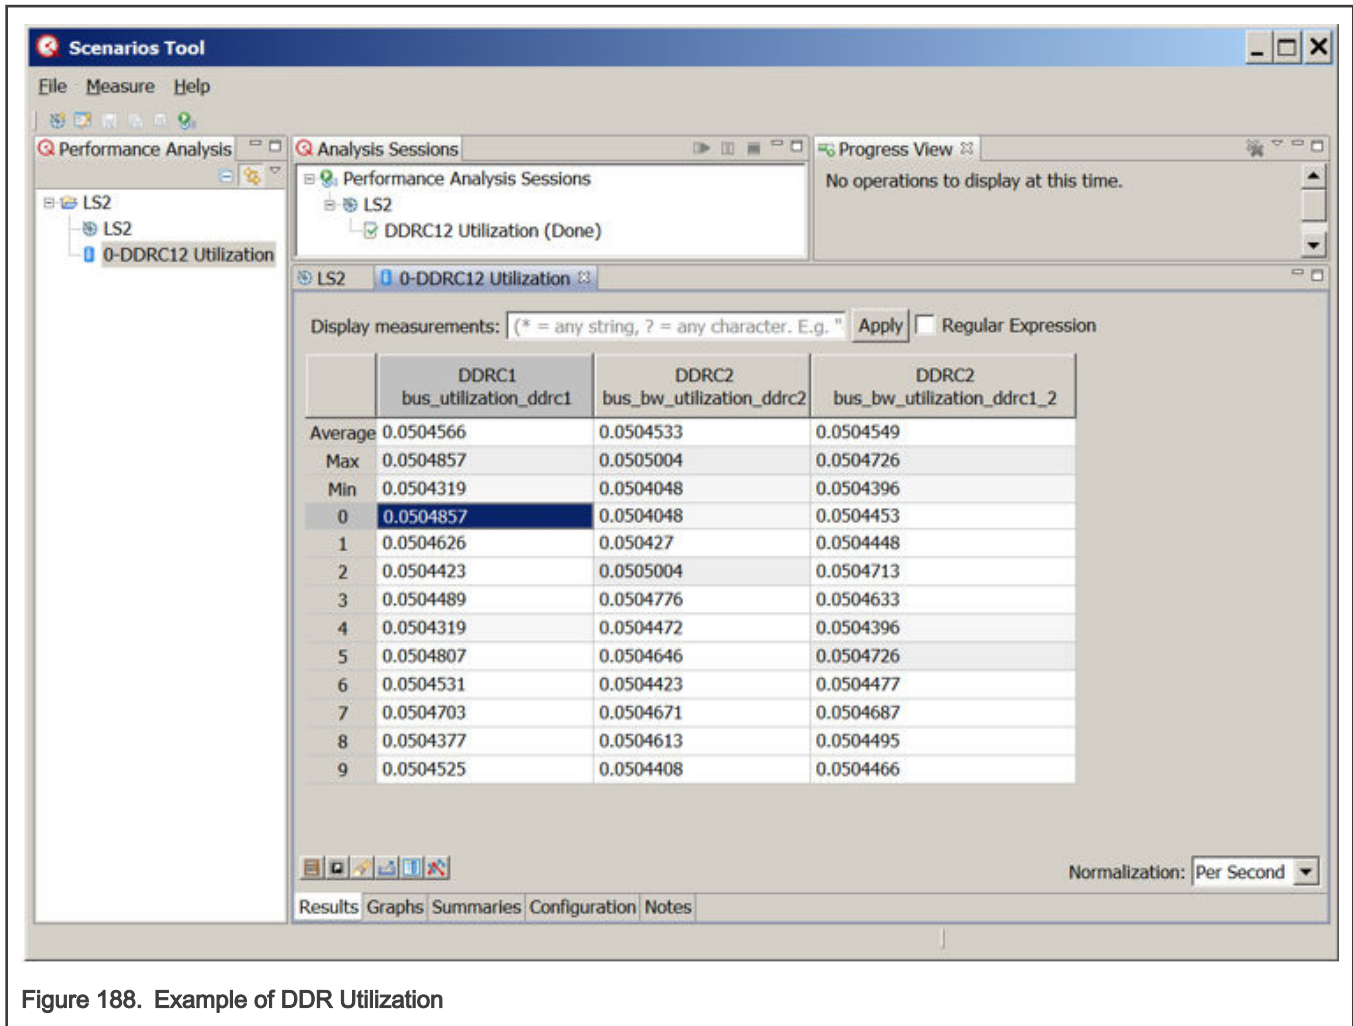 Scenarios Tool
File Measure Help
Performance Analysis
LS2
LS2
0-DDRC12 Utilization
Analysis Sessions
Performance Analysis Sessions
LS2
DDRC12 Utilization (Done)
Progress View
No operations to display at this time.
LS2 0-DDRC12 Utilization
Display measurements: (* = any string, ? = any character. E.g. " Apply Regular Expression
DDRC1 DDRC2 DDRC2
bus_utilization_ddrc1 bus_bw_utilization_ddrc2 bus_bw_utilization_ddrc1_2
Average 0.0504566 0.0504533 0.0504549
Max 0.0504857 0.0505004 0.0504726
Min 0.0504319 0.0504048 0.0504396
0 0.0504857 0.0504048 0.0504453
1 0.0504626 0.050427 0.0504448
2 0.0504423 0.0505004 0.0504713
3 0.0504489 0.0504776 0.0504633
4 0.0504319 0.0504472 0.0504396
5 0.0504807 0.0504646 0.0504726
6 0.0504531 0.0504423 0.0504477
7 0.0504703 0.0504671 0.0504687
8 0.0504377 0.0504613 0.0504495
9 0.0504525 0.0504408 0.0504466
Normalization: Per Second
Results Graphs Summaries Configuration Notes
Figure 188. Example of DDR Utilization